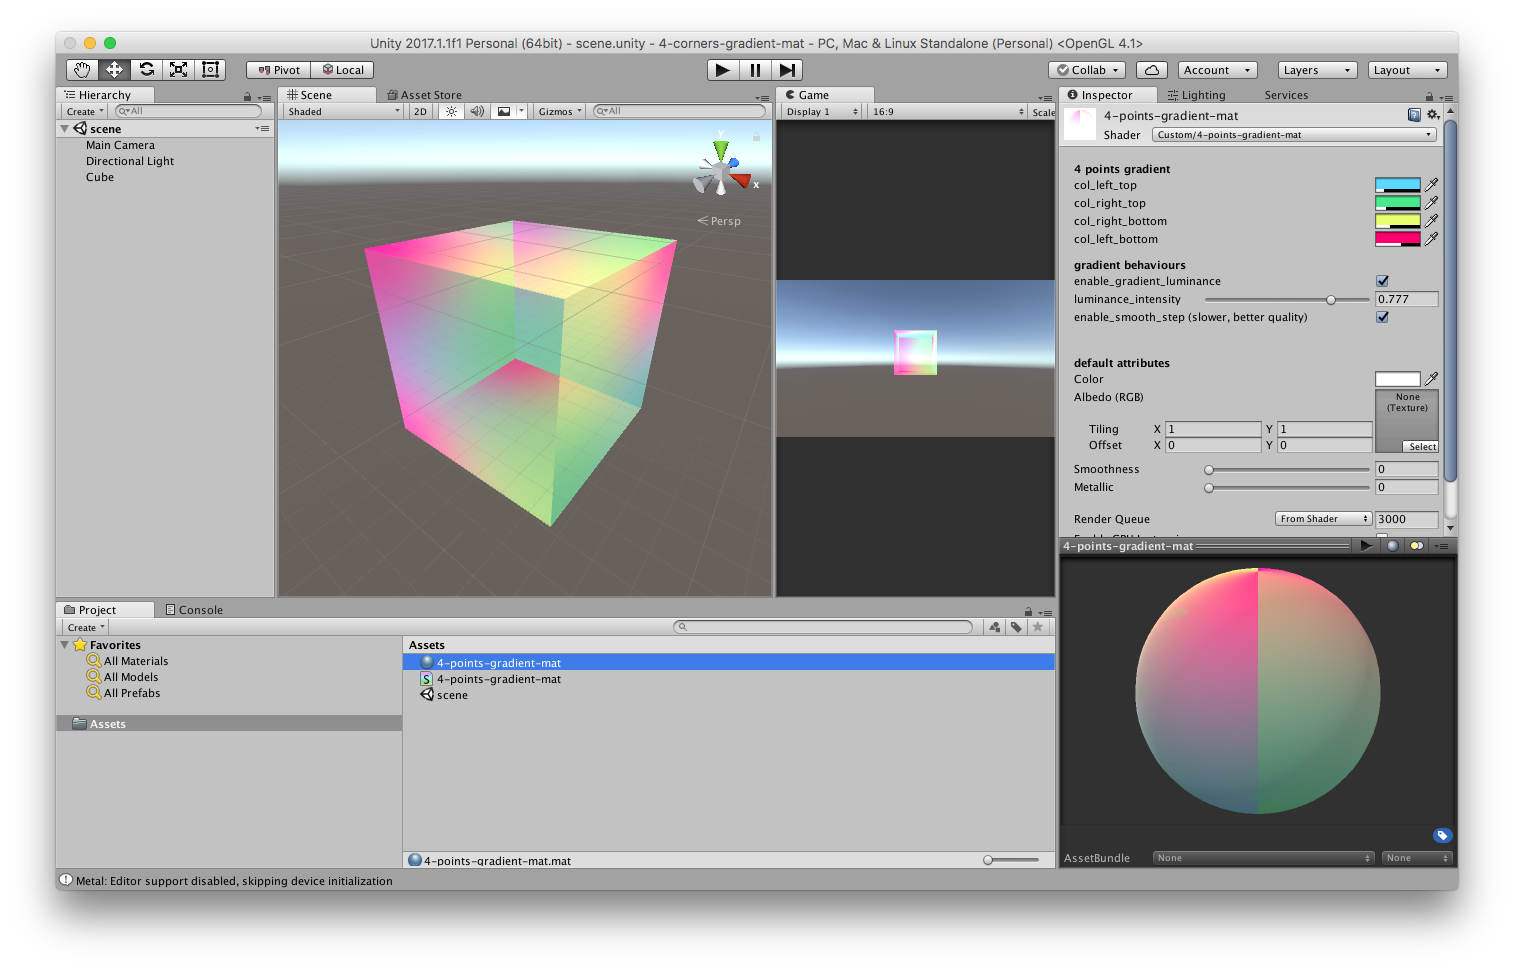 Unity 2017.1.1f1 Personal (64bit) - scene.unity - 4-corners-gradient-mat - PC, Mac & Linux Standalone (Personal) <OpenGL 4.1>
Pivot Local Collab Account Layers Layout
Hierarchy
Create All
scene
Main Camera
Directional Light
Cube
Scene Asset Store
Shaded 2D Gizmos All
y
x
Persp
Game
Display 1 16:9 Scale
Inspector Lighting Services
4-points-gradient-mat
Shader Custom/4-points-gradient-mat
4 points gradient
col_left_top
col_right_top
col_right_bottom
col_left_bottom
gradient behaviours
enable_gradient_luminance
luminance_intensity 0.777
enable_smooth_step (slower, better quality)
default attributes
Color
Albedo (RGB) None
(Texture)
Tiling X 1 Y 1
Offset X 0 Y 0
Select
Smoothness 0
Metallic 0
Render Queue From Shader 3000
4-points-gradient-mat
AssetBundle None None
Project Console
Create
Favorites
All Materials
All Models
All Prefabs
Assets
Assets
4-points-gradient-mat
4-points-gradient-mat
scene
4-points-gradient-mat.mat
Metal: Editor support disabled, skipping device initialization